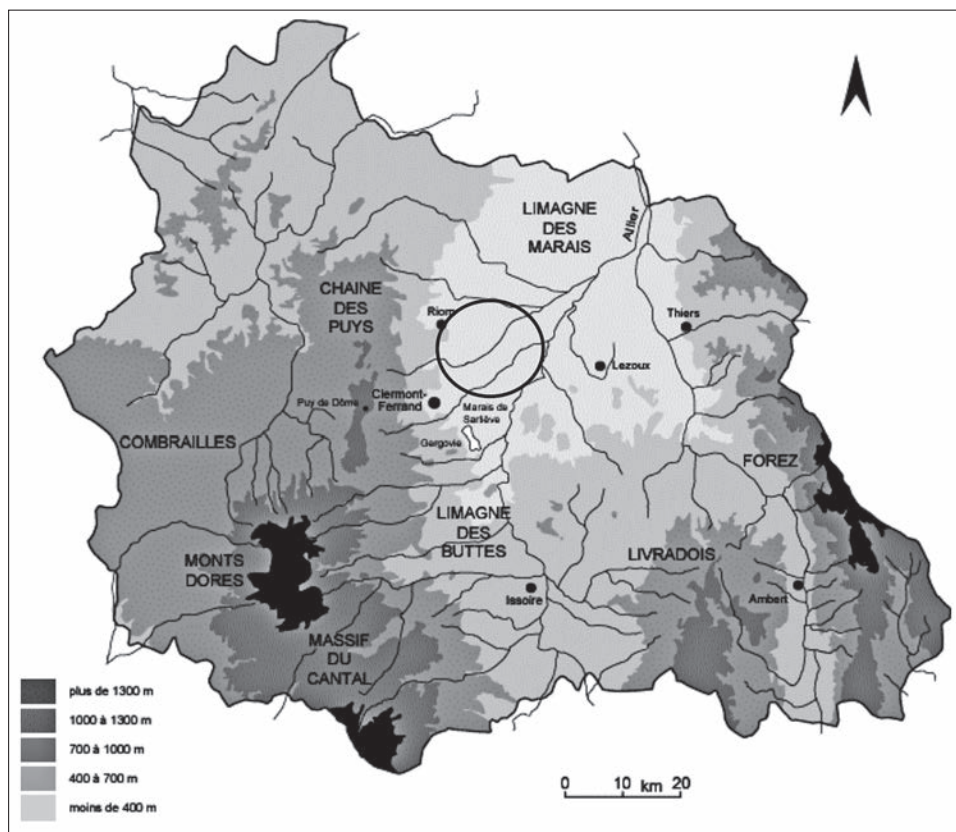 LIMAGNE
DES
MARAIS
Allier
CHAINE
DES
PUYS
Riom
Thiers
Lezoux
Clermont-
Ferrand
Puy de Dôme
Marais de
Sarliève
Gergovie
COMBRAILLES
FOREZ
LIMAGNE
DES
BUTTES
LIVRADOIS
MONTS
DORES
Issoire
Ambert
MASSIF
DU
CANTAL
plus de 1300 m
1000 à 1300 m
700 à 1000 m
400 à 700 m
moins de 400 m
0 10 20
km